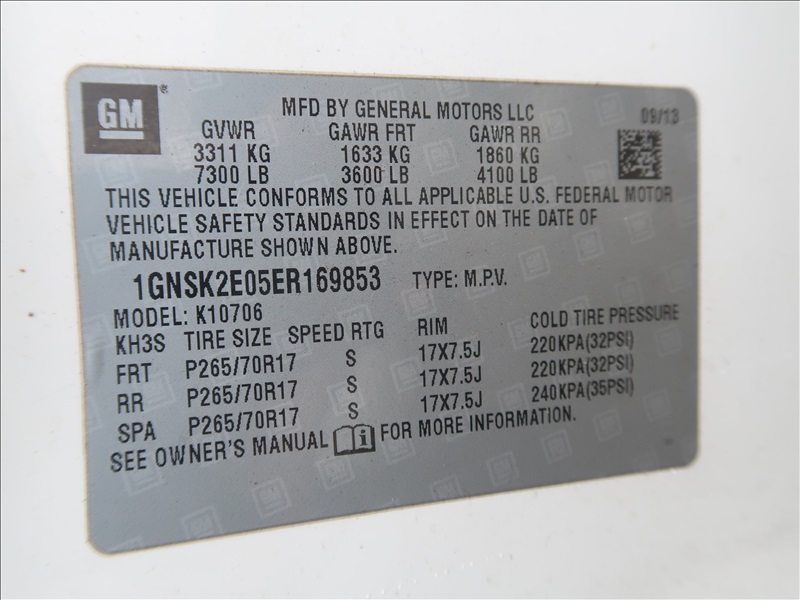 GM
MFD BY GENERAL MOTORS LLC 09/13
GVWR GAWR FRT GAWR RR
3311 KG 1633 KG 1860 KG
7300 LB 3600 LB 4100 LB
THIS VEHICLE CONFORMS TO ALL APPLICABLE U.S. FEDERAL MOTOR
VEHICLE SAFETY STANDARDS IN EFFECT ON THE DATE OF
MANUFACTURE SHOWN ABOVE.
1GNSK2E05ER169853 TYPE: M.P.V.
MODEL: K10706
KH3S TIRE SIZE SPEED RTG RIM COLD TIRE PRESSURE
FRT P265/70R17 S 17X7.5J 220KPA(32PSI)
RR P265/70R17 S 17X7.5J 220KPA(32PSI)
SPA P265/70R17 S 17X7.5J 240KPA(35PSI)
SEE OWNER'S MANUAL FOR MORE INFORMATION.